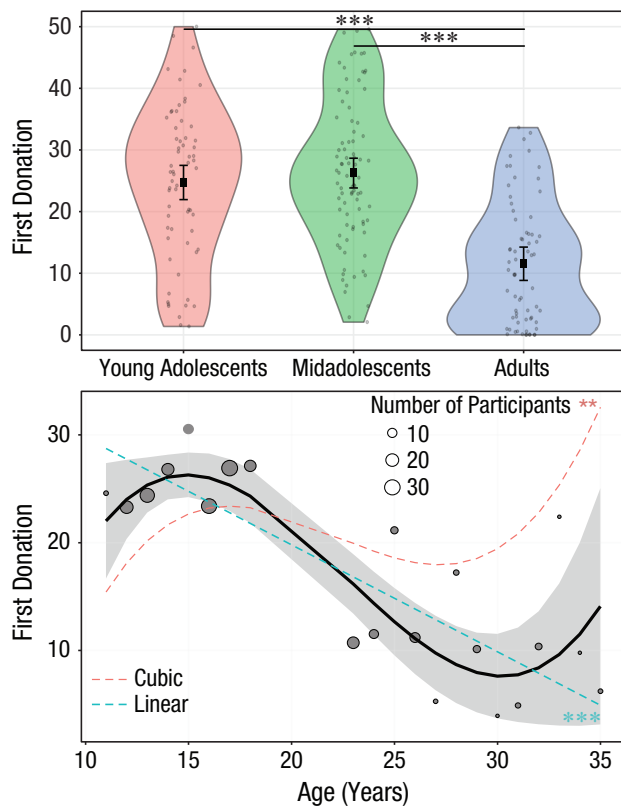 ***
***
50
40
30
20
10
0
First Donation
Young Adolescents Midadolescents Adults
Number of Participants **
10
20
30
30
20
10
First Donation
Cubic
Linear
***
10 15 20 25 30 35
Age (Years)